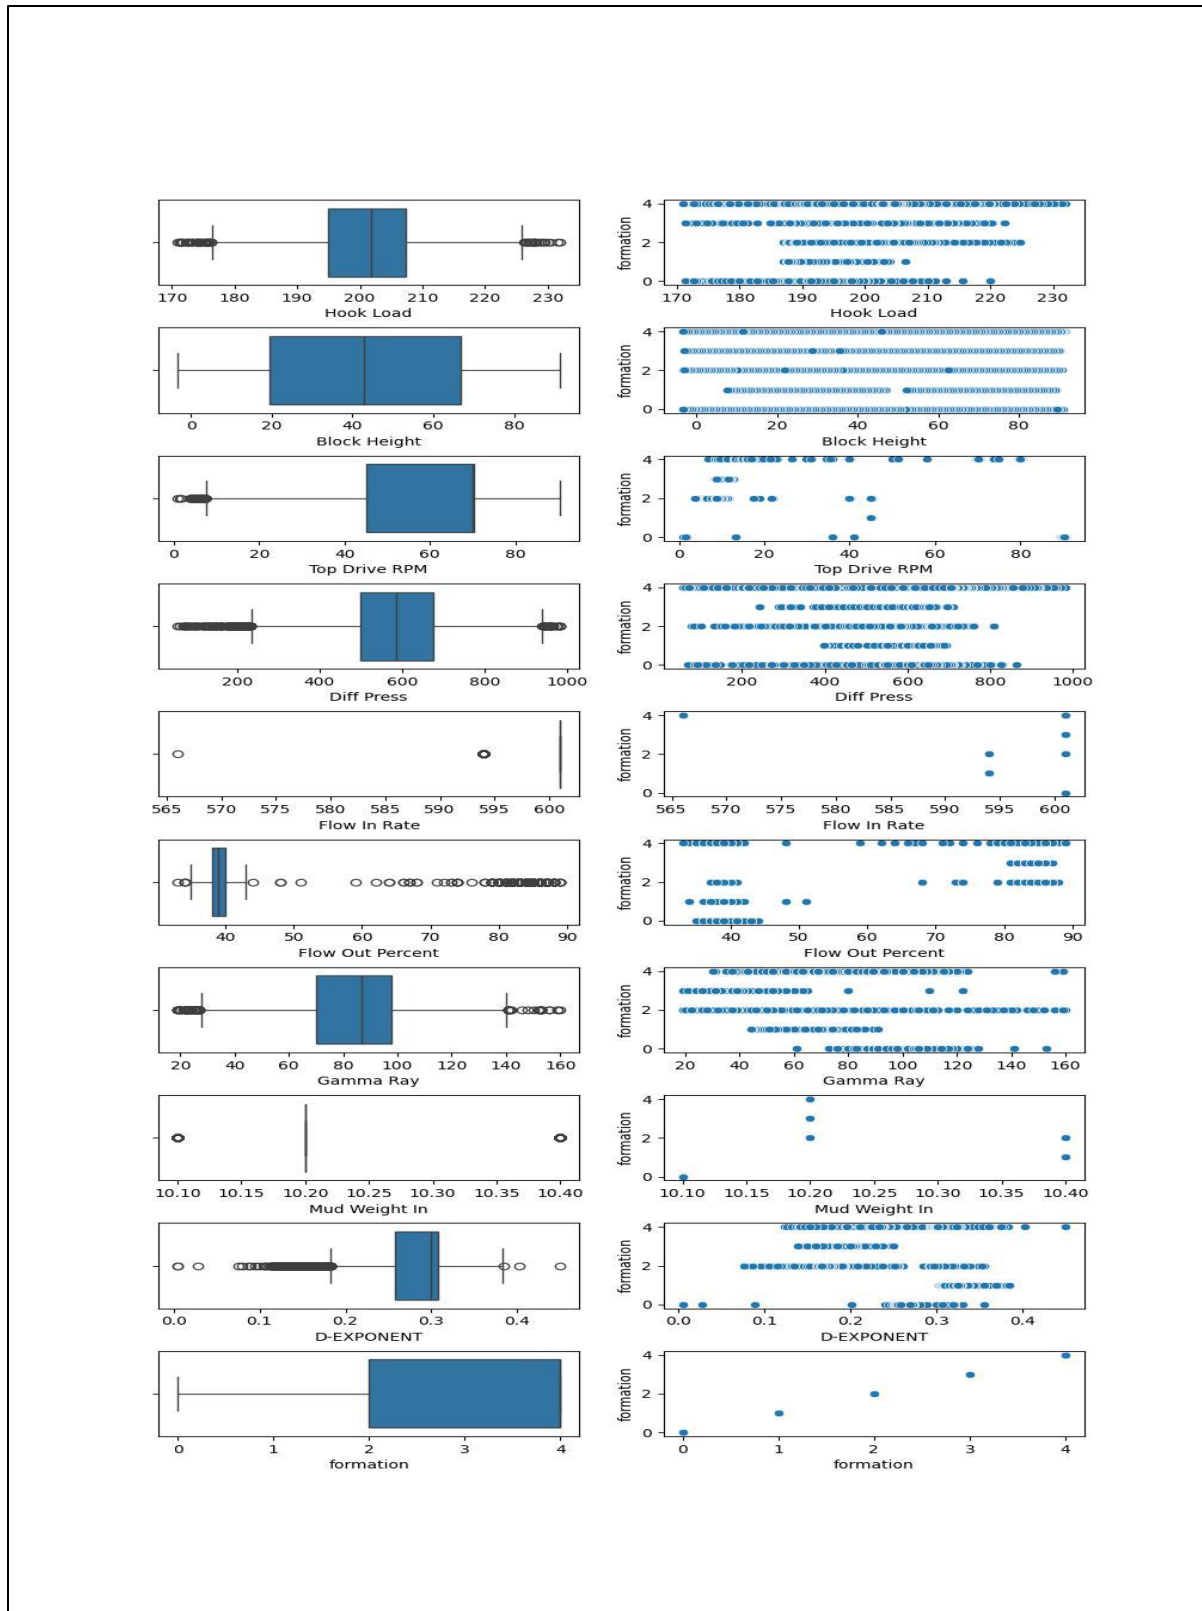 170 180 190 200 210 220 230
Hook Load
4
2
0
formation
170 180 190 200 210 220 230
Hook Load
0 20 40 60 80
Block Height
4
2
0
formation
0 20 40 60 80
Block Height
0 20 40 60 80
Top Drive RPM
4
2
0
formation
0 20 40 60 80
Top Drive RPM
200 400 600 800 1000
Diff Press
4
2
0
formation
200 400 600 800 1000
Diff Press
565 570 575 580 585 590 595 600
Flow In Rate
4
2
0
formation
565 570 575 580 585 590 595 600
Flow In Rate
40 50 60 70 80 90
Flow Out Percent
4
2
0
formation
40 50 60 70 80 90
Flow Out Percent
20 40 60 80 100 120 140 160
Gamma Ray
4
2
0
formation
20 40 60 80 100 120 140 160
Gamma Ray
10.10 10.15 10.20 10.25 10.30 10.35 10.40
Mud Weight In
4
2
0
formation
10.10 10.15 10.20 10.25 10.30 10.35 10.40
Mud Weight In
0.0 0.1 0.2 0.3 0.4
D-EXPONENT
4
2
0
formation
0.0 0.1 0.2 0.3 0.4
D-EXPONENT
0 1 2 3 4
formation
4
2
0
formation
0 1 2 3 4
formation